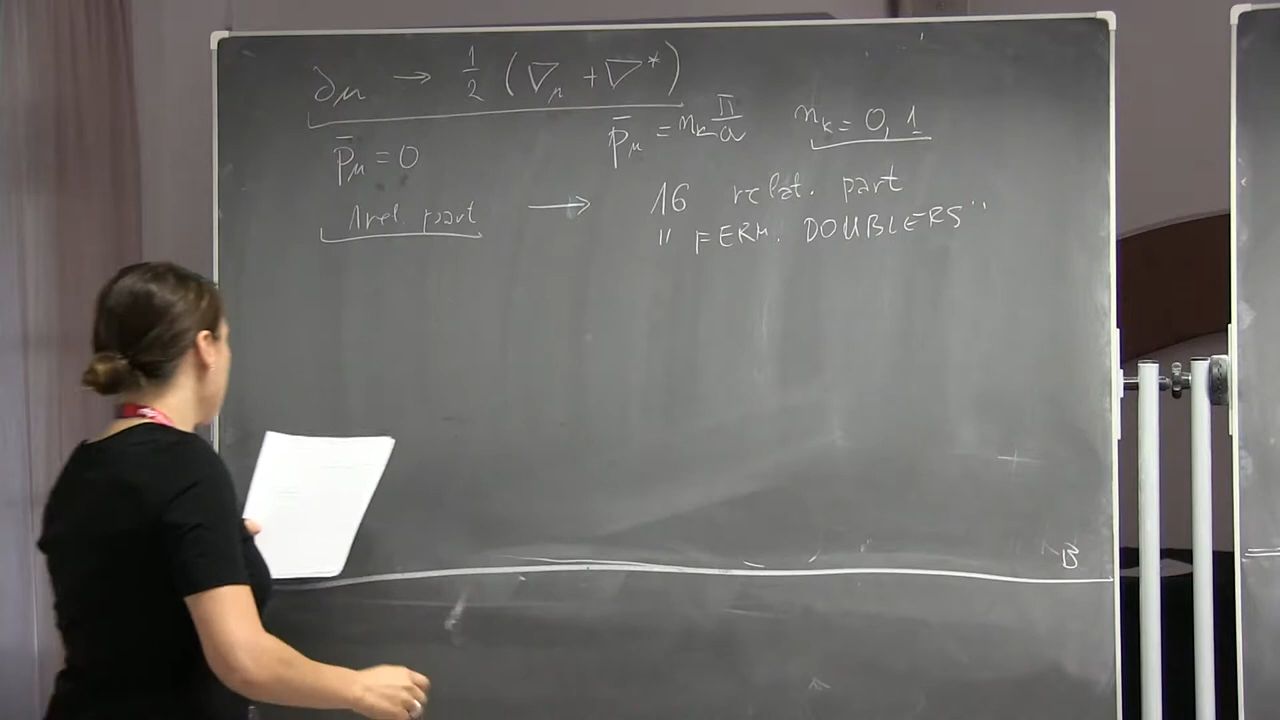 ∂μ → 1/2 (∇μ + ∇*)
p̄μ = 0 p̄μ = nk π/a nk = 0, 1
1 rel. part → 16 relat. part
" FERM. DOUBLERS"
B